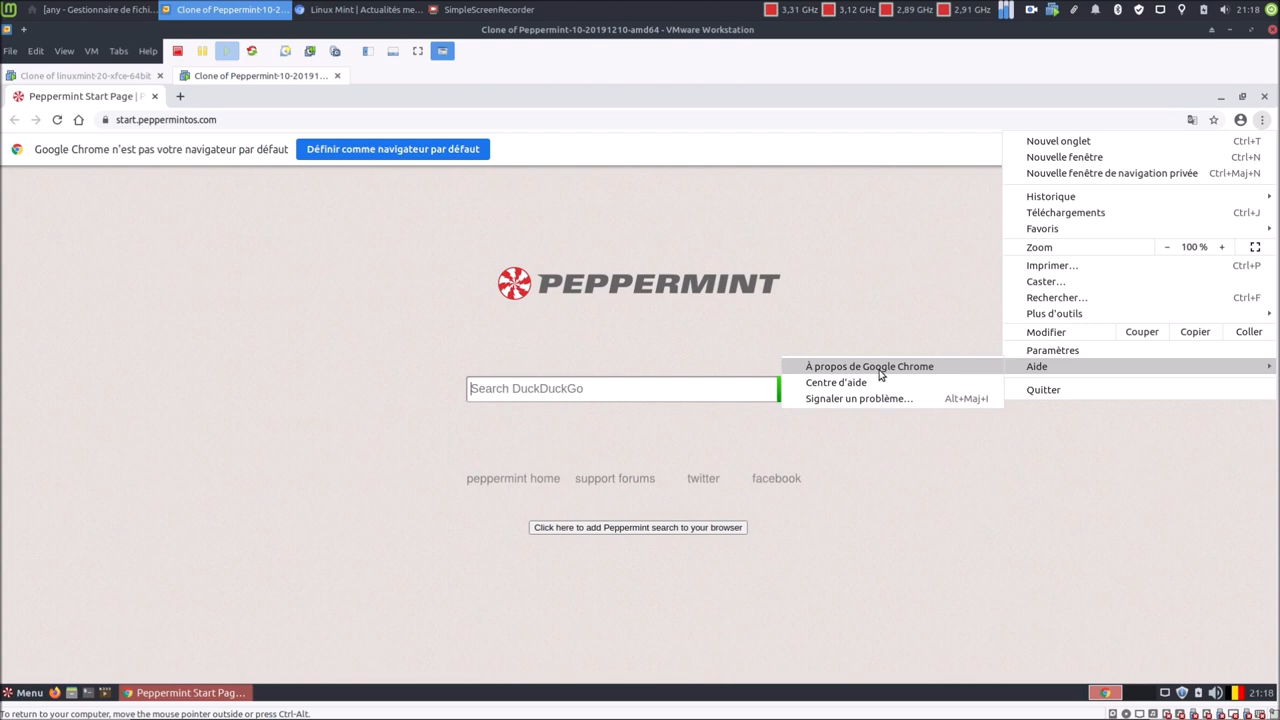 [any - Gestionnaire de fichi...
Clone of Peppermint-10-2...
Linux Mint | Actualités me...
SimpleScreenRecorder
3,31 GHz
3,12 GHz
2,89 GHz
2,91 GHz
21:18
Clone of Peppermint-10-20191210-amd64 - VMware Workstation
File Edit View VM Tabs Help
Clone of linuxmint-20-xfce-64bit
Clone of Peppermint-10-20191...
Peppermint Start Page | P
start.peppermintos.com
Google Chrome n'est pas votre navigateur par défaut
Définir comme navigateur par défaut
Nouvel onglet Ctrl+T
Nouvelle fenêtre Ctrl+N
Nouvelle fenêtre de navigation privée Ctrl+Maj+N
Historique
Téléchargements Ctrl+J
Favoris
Zoom - 100 % +
Imprimer... Ctrl+P
Caster...
Rechercher... Ctrl+F
Plus d'outils
Modifier Couper Copier Coller
Paramètres
Aide
Quitter
À propos de Google Chrome
Centre d'aide
Signaler un problème... Alt+Maj+I
PEPPERMINT
Search DuckDuckGo
peppermint home support forums twitter facebook
Click here to add Peppermint search to your browser
Menu
Peppermint Start Pag...
21:18
To return to your computer, move the mouse pointer outside or press Ctrl-Alt.